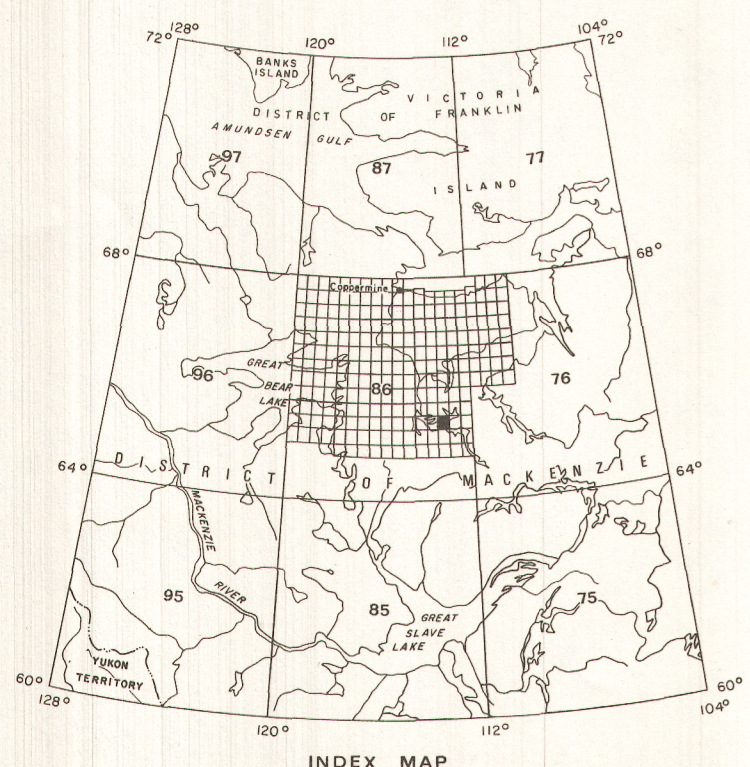 128° 120° 112° 104°
72° 72°
BANKS
ISLAND
VICTORIA
DISTRICT OF FRANKLIN
AMUNDSEN GULF
97 87 77
ISLAND
68° 68°
Coppermine
GREAT
96 86 76
BEAR
LAKE
64° DISTRICT OF MACKENZIE 64°
MACKENZIE
RIVER
95 85 75
GREAT
SLAVE
LAKE
YUKON
TERRITORY
60° 60°
128° 104°
120° 112°
INDEX MAP